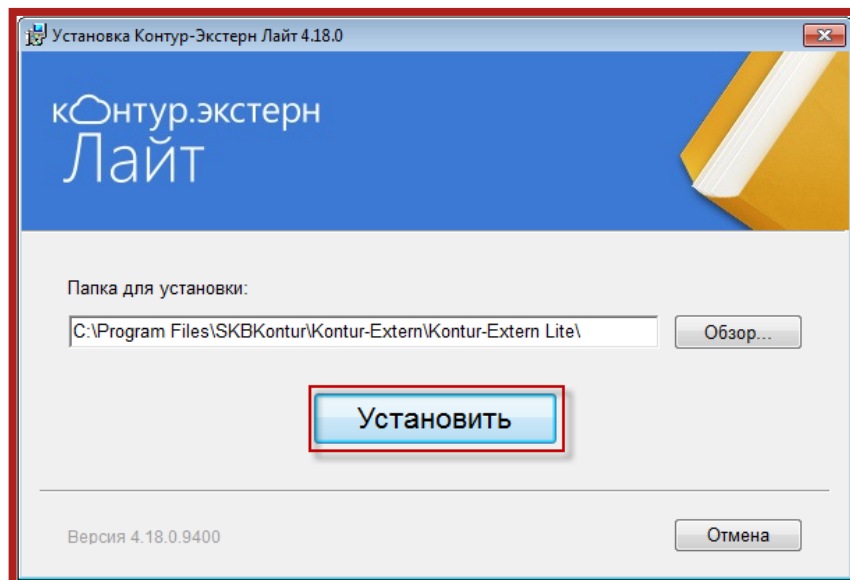 Установка Контур-Экстерн Лайт 4.18.0
контур.экстерн
Лайт
Папка для установки:
C:\Program Files\SKBKontur\Kontur-Extern\Kontur-Extern Lite\
Обзор...
Установить
Версия 4.18.0.9400
Отмена